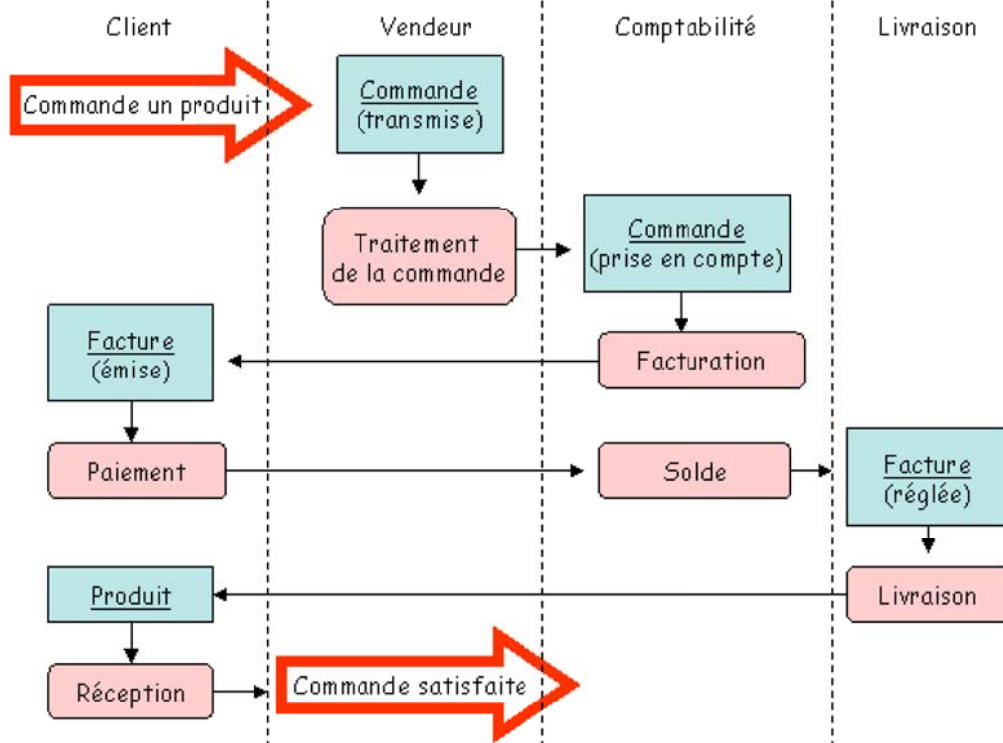 Client
Vendeur
Comptabilité
Livraison
Commande un produit
Commande
(transmise)
Traitement
de la commande
Commande
(prise en compte)
Facture
(émise)
Facturation
Paiement
Solde
Facture
(réglée)
Produit
Livraison
Réception
Commande satisfaite